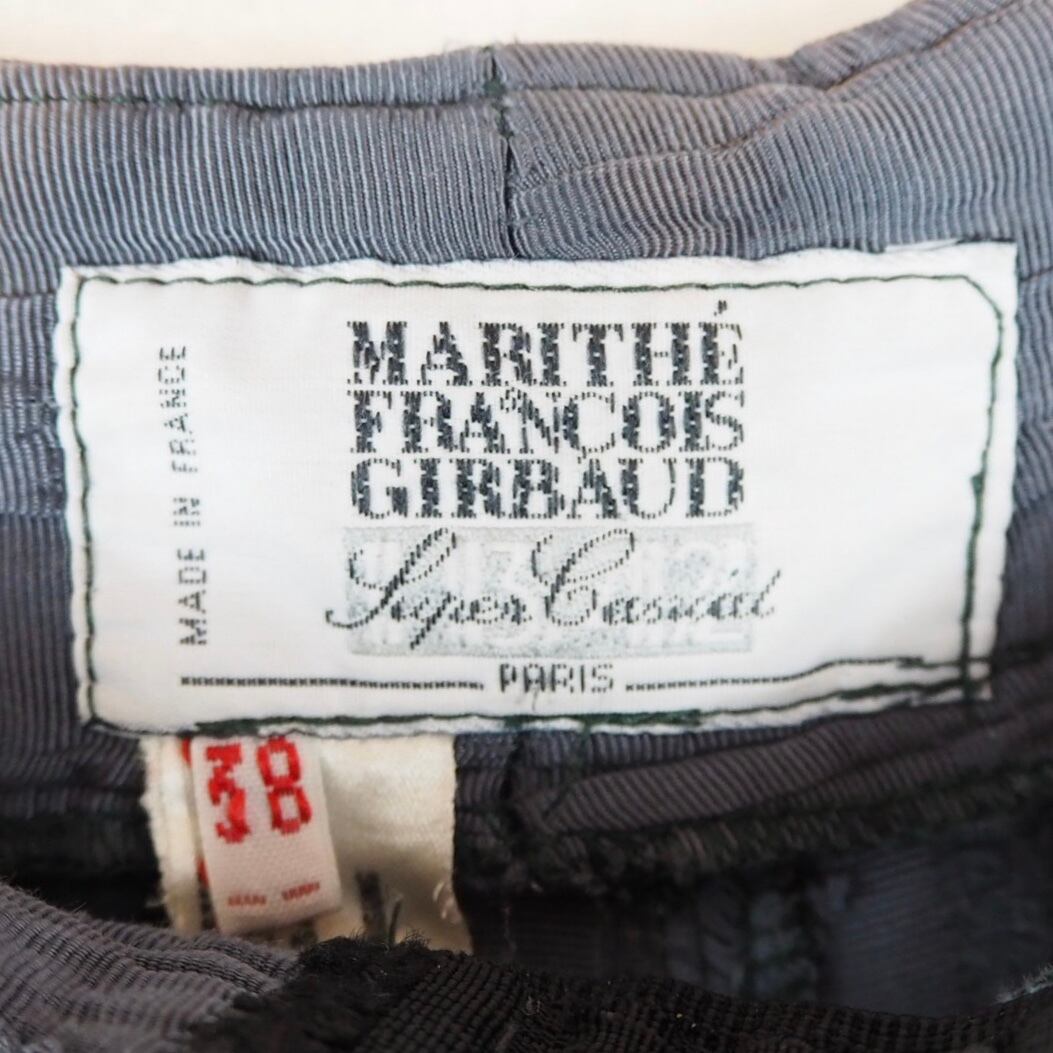 MARITHÉ
FRANÇOIS
GIRBAUD
Super Casual
PARIS
MADE IN FRANCE
38